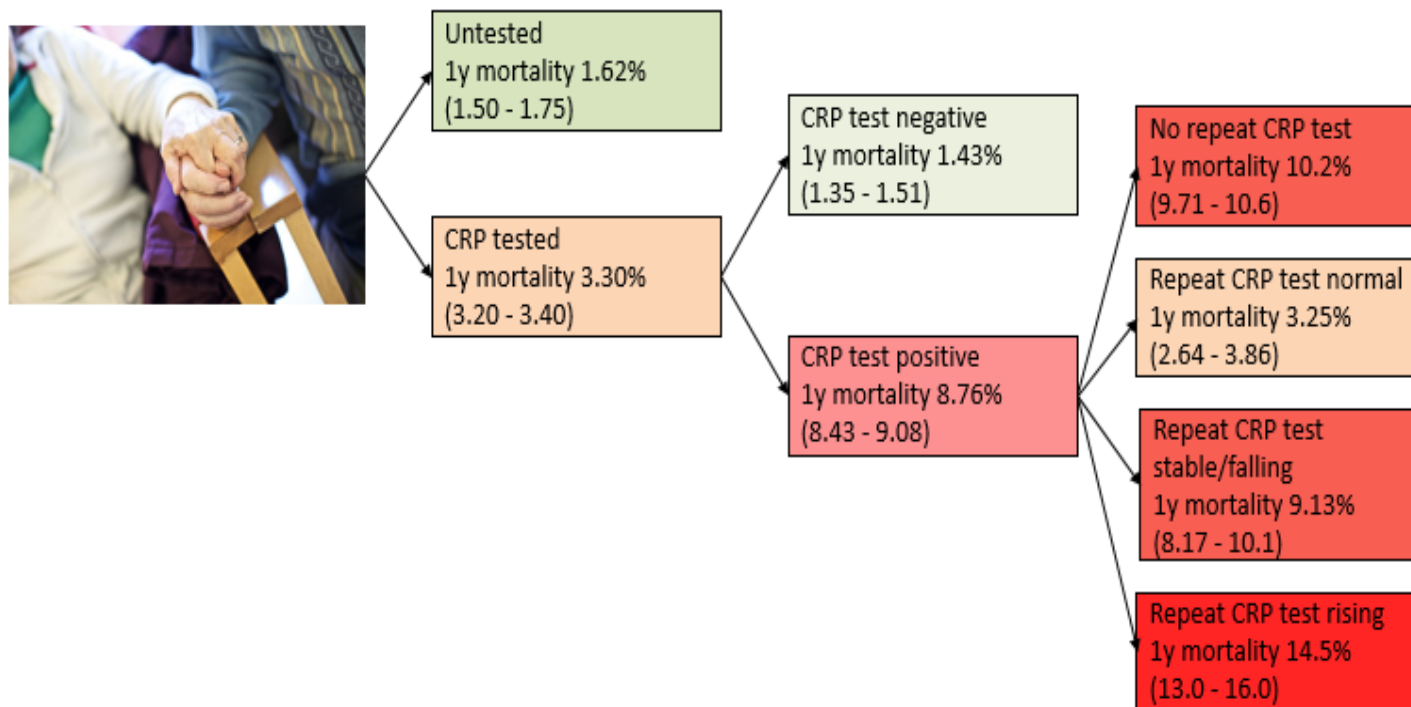 Untested
1y mortality 1.62%
(1.50 - 1.75)
CRP tested
1y mortality 3.30%
(3.20 - 3.40)
CRP test negative
1y mortality 1.43%
(1.35 - 1.51)
CRP test positive
1y mortality 8.76%
(8.43 - 9.08)
No repeat CRP test
1y mortality 10.2%
(9.71 - 10.6)
Repeat CRP test normal
1y mortality 3.25%
(2.64 - 3.86)
Repeat CRP test
stable/falling
1y mortality 9.13%
(8.17 - 10.1)
Repeat CRP test rising
1y mortality 14.5%
(13.0 - 16.0)